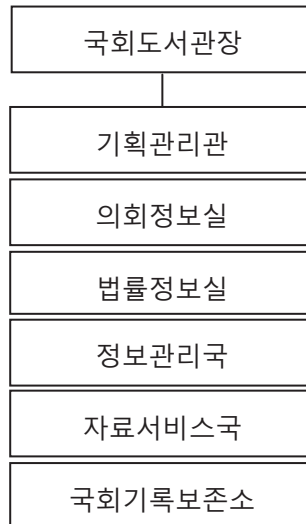 국회도서관장
기획관리관
의회정보실
법률정보실
정보관리국
자료서비스국
국회기록보존소